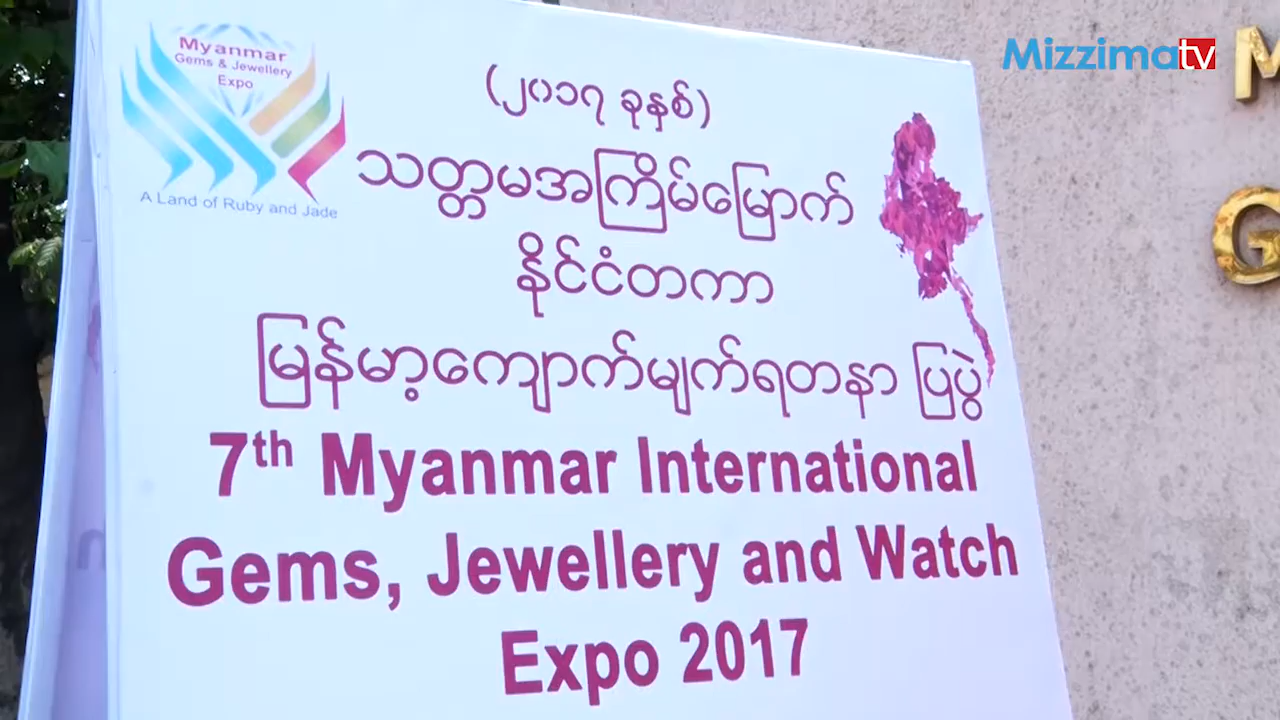 Myanmar
Gems & Jewellery
Expo
A Land of Ruby and Jade
(၂၀၁၇ ခုနှစ်)
သတ္တမအကြိမ်မြောက်
နိုင်ငံတကာ
မြန်မာ့ကျောက်မျက်ရတနာ ပြပွဲ
7th Myanmar International
Gems, Jewellery and Watch
Expo 2017
Mizzima tv
M
G